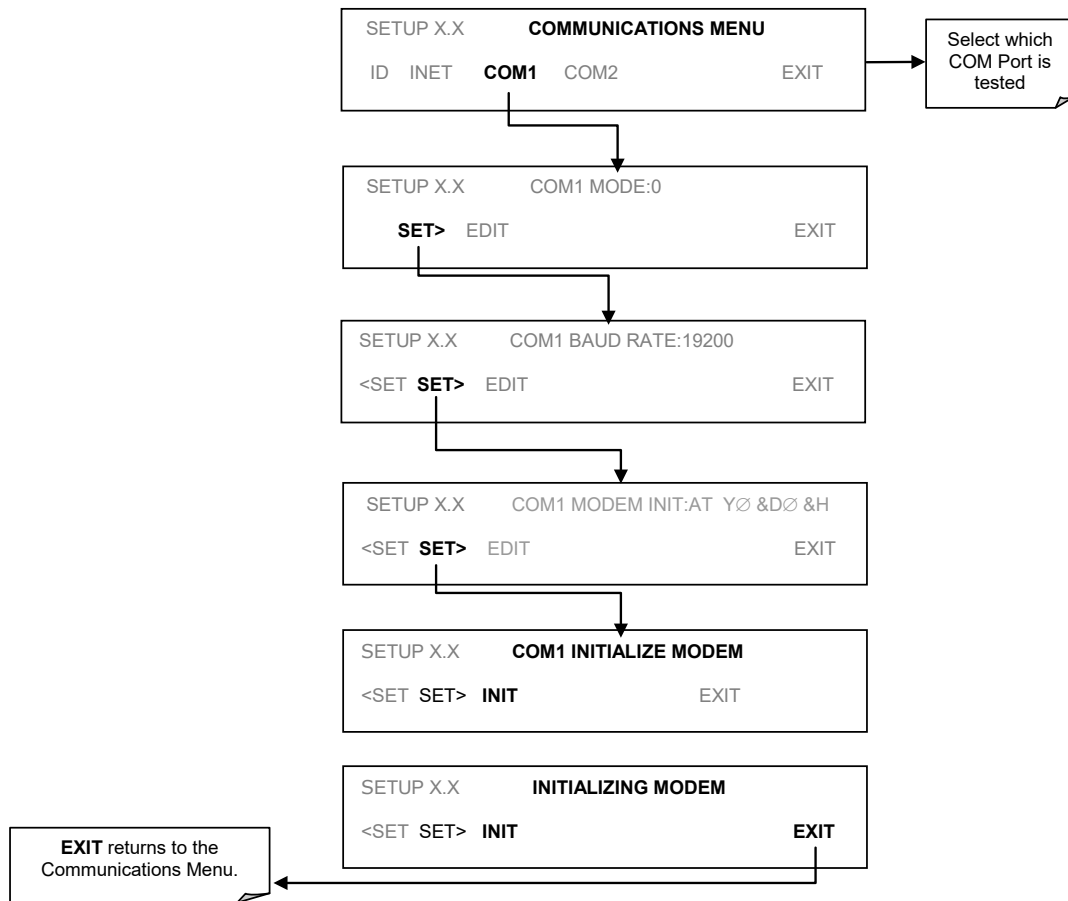 SETUP X.X COMMUNICATIONS MENU
ID INET COM1 COM2 EXIT
Select which
COM Port is
tested
SETUP X.X COM1 MODE:0
SET> EDIT EXIT
SETUP X.X COM1 BAUD RATE:19200
<SET SET> EDIT EXIT
SETUP X.X COM1 MODEM INIT:AT Y∅ &D∅ &H
<SET SET> EDIT EXIT
SETUP X.X COM1 INITIALIZE MODEM
<SET SET> INIT EXIT
SETUP X.X INITIALIZING MODEM
<SET SET> INIT EXIT
EXIT returns to the
Communications Menu.